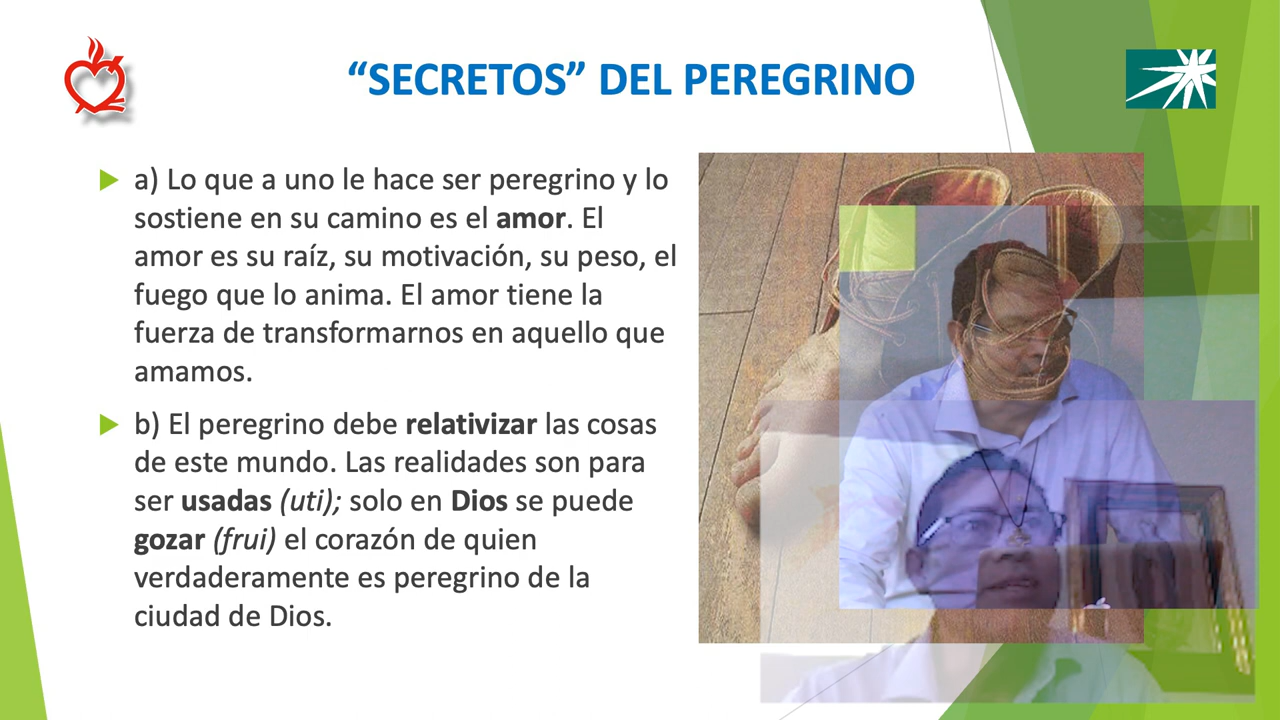 “SECRETOS” DEL PEREGRINO
a) Lo que a uno le hace ser peregrino y lo
sostiene en su camino es el amor. El
amor es su raíz, su motivación, su peso, el
fuego que lo anima. El amor tiene la
fuerza de transformarnos en aquello que
amamos.
b) El peregrino debe relativizar las cosas
de este mundo. Las realidades son para
ser usadas (uti); solo en Dios se puede
gozar (frui) el corazón de quien
verdaderamente es peregrino de la
ciudad de Dios.